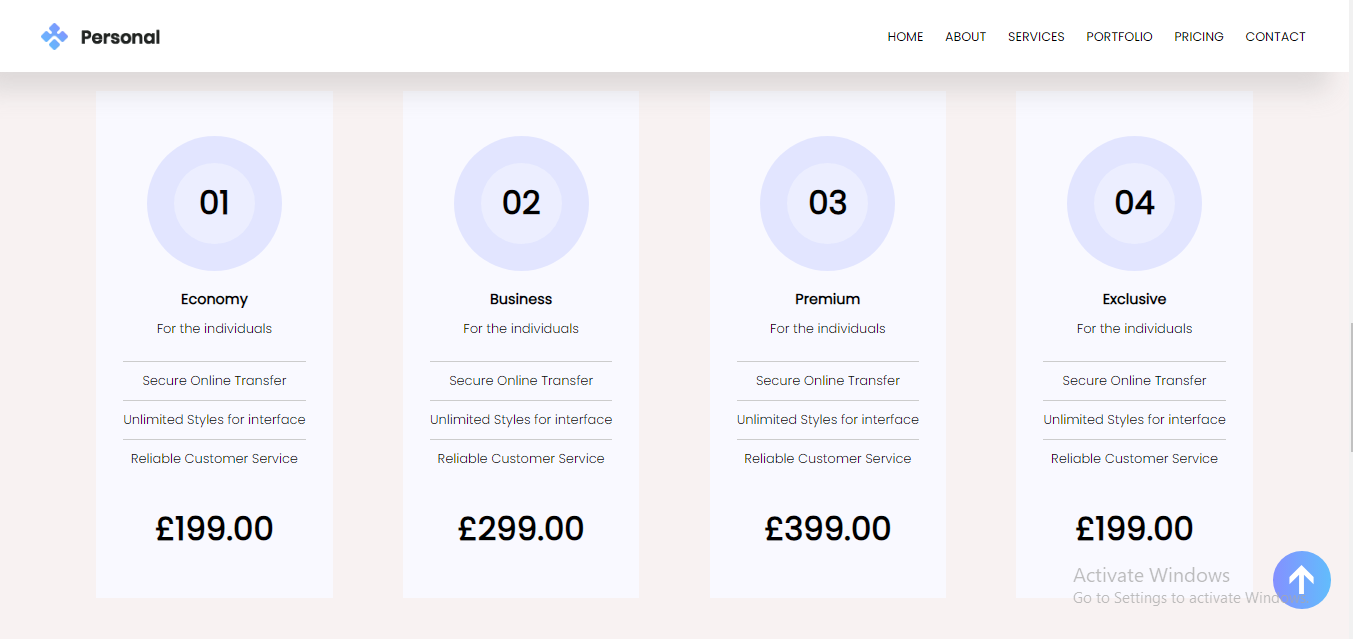 Personal
HOME ABOUT SERVICES PORTFOLIO PRICING CONTACT
01
Economy
For the individuals
Secure Online Transfer
Unlimited Styles for interface
Reliable Customer Service
£199.00
02
Business
For the individuals
Secure Online Transfer
Unlimited Styles for interface
Reliable Customer Service
£299.00
03
Premium
For the individuals
Secure Online Transfer
Unlimited Styles for interface
Reliable Customer Service
£399.00
04
Exclusive
For the individuals
Secure Online Transfer
Unlimited Styles for interface
Reliable Customer Service
£199.00
Activate Windows
Go to Settings to activate Windows.